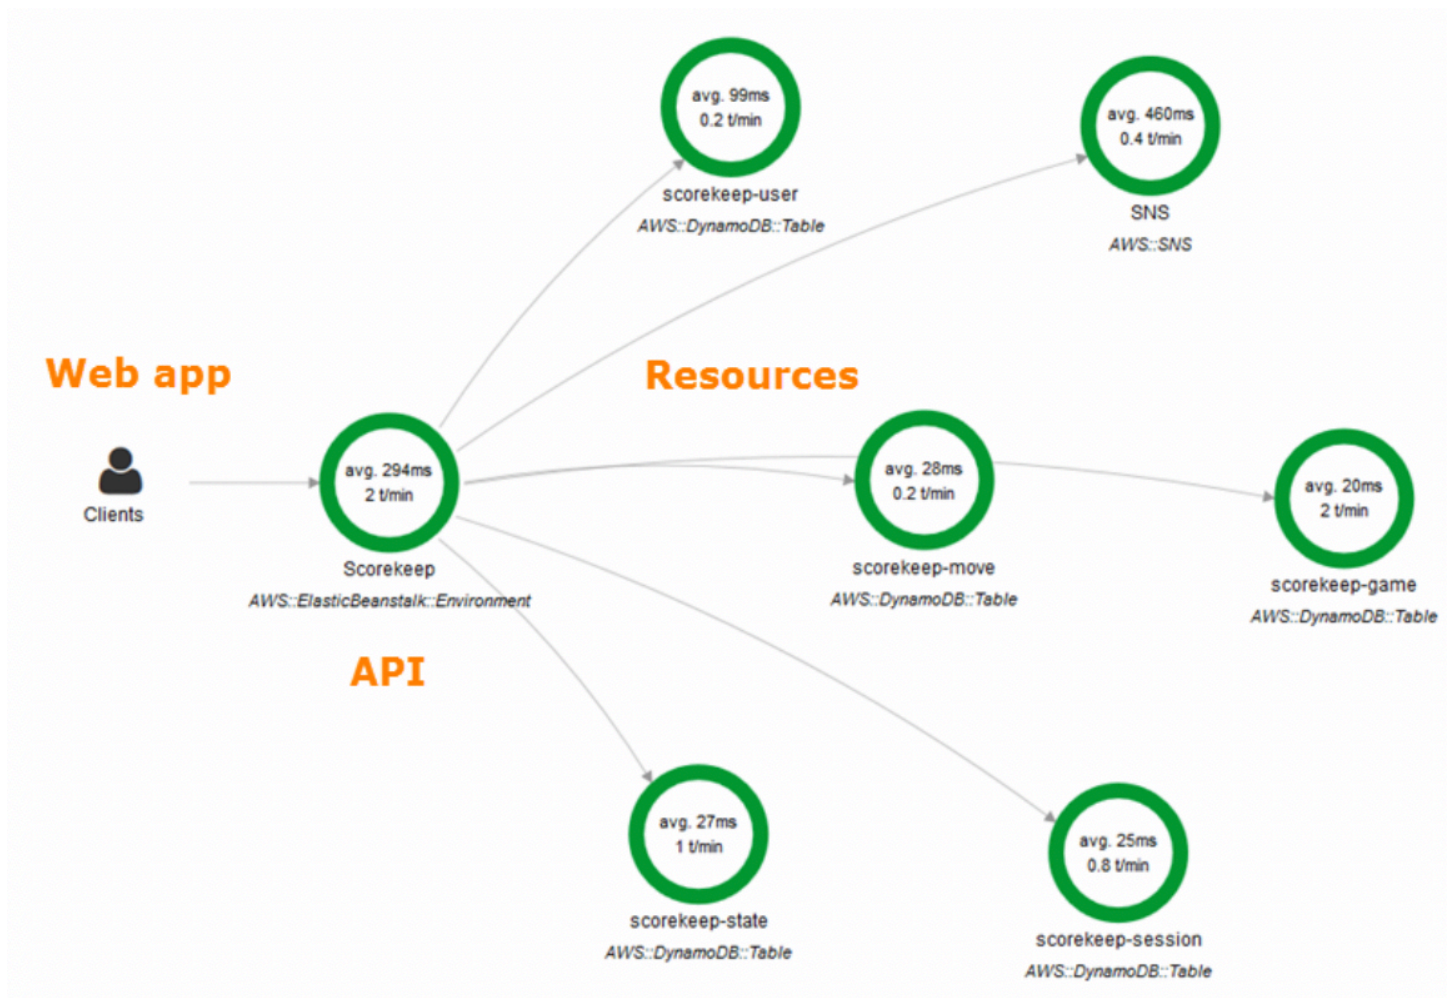 avg. 99ms
0.2 t/min
scorekeep-user
AWS::DynamoDB::Table
avg. 460ms
0.4 t/min
SNS
AWS::SNS
Web app
Resources
Clients
avg. 294ms
2 t/min
Scorekeep
AWS::ElasticBeanstalk::Environment
avg. 28ms
0.2 t/min
scorekeep-move
AWS::DynamoDB::Table
avg. 20ms
2 t/min
scorekeep-game
AWS::DynamoDB::Table
API
avg. 27ms
1 t/min
scorekeep-state
AWS::DynamoDB::Table
avg. 25ms
0.8 t/min
scorekeep-session
AWS::DynamoDB::Table